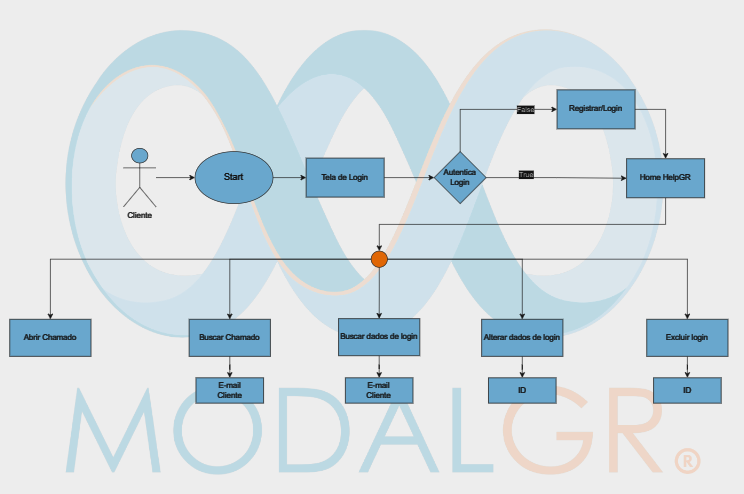 Registrar/Login
False
Autentica
Login
Start
Tela de Login
True
Home HelpGR
Cliente
Abrir Chamado
Buscar Chamado
Buscar dados de login
Alterar dados de login
Excluir login
E-mail
Cliente
E-mail
Cliente
ID
ID
MODALGR®